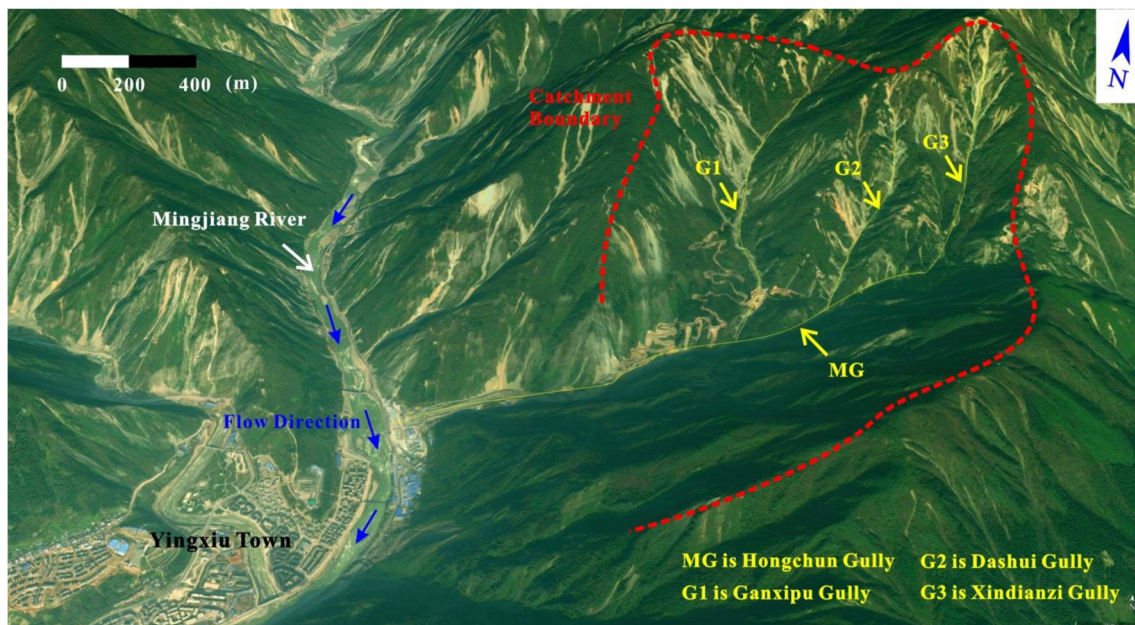 0 200 400 (m)
N
Catchment
Boundary
G1
G2
G3
Mingjiang River
MG
Flow Direction
Yingxiu Town
MG is Hongchun Gully
G2 is Dashui Gully
G1 is Ganxipu Gully
G3 is Xindianzi Gully
N